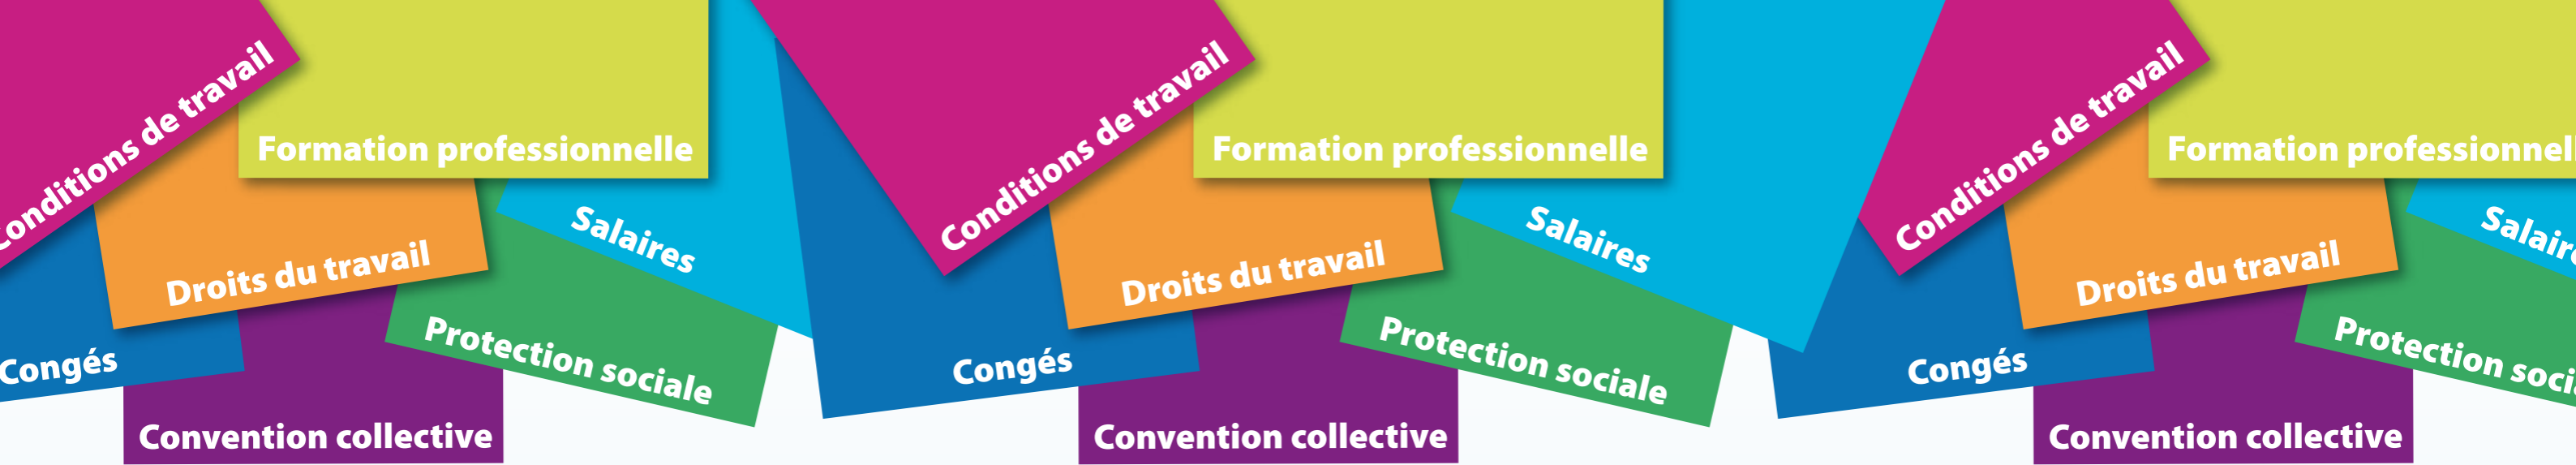 onditions de travail
Formation professionnelle
Droits du travail
Salaires
Protection sociale
Congés
Convention collective
Conditions de travail
Formation professionnelle
Droits du travail
Salaires
Protection sociale
Congés
Convention collective
Conditions de travail
Formation professionnel
Droits du travail
Salair
Protection soci
Congés
Convention collective